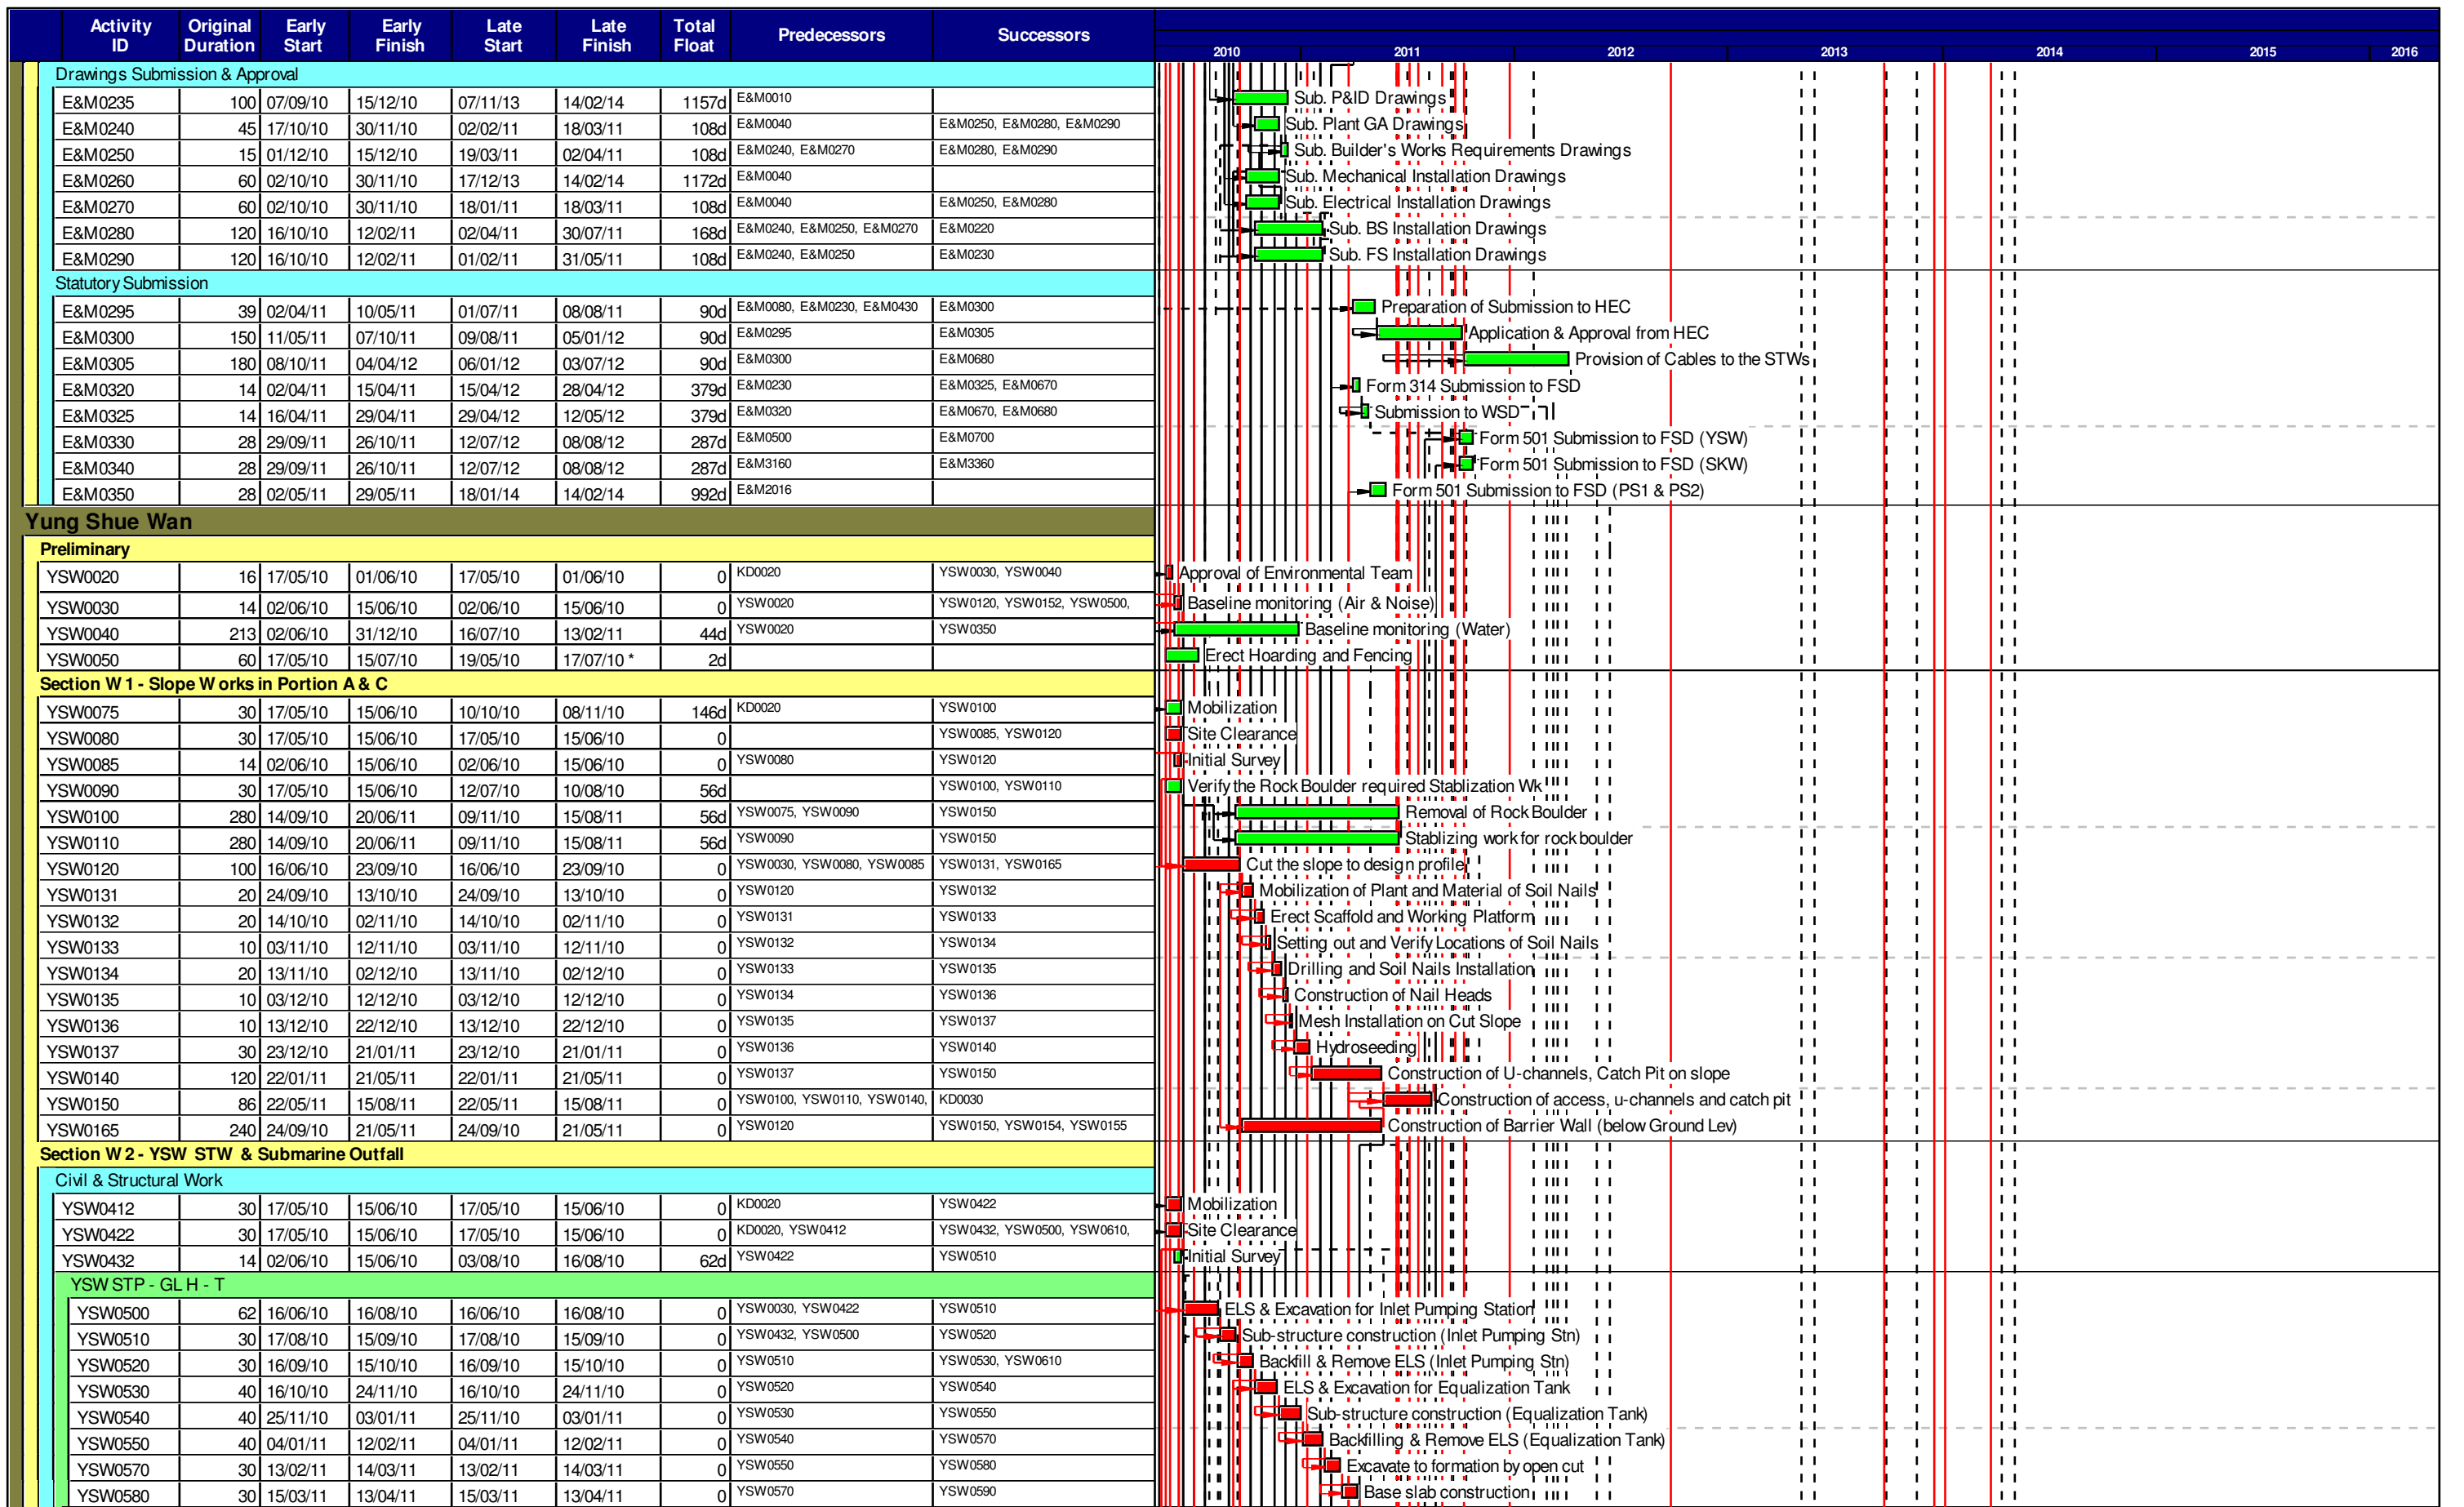 Activity ID Original Duration Early Start Early Finish Late Start Late Finish Total Float Predecessors Successors
2010 2011 2012 2013 2014 2015 2016
Drawings Submission & Approval
E&M0235 100 07/09/10 15/12/10 07/11/13 14/02/14 1157d E&M0010 Sub. P&ID Drawings
E&M0240 45 17/10/10 30/11/10 02/02/11 18/03/11 108d E&M0040 E&M0250, E&M0280, E&M0290 Sub. Plant GA Drawings
E&M0250 15 01/12/10 15/12/10 19/03/11 02/04/11 108d E&M0240, E&M0270 E&M0280, E&M0290 Sub. Builder's Works Requirements Drawings
E&M0260 60 02/10/10 30/11/10 17/12/13 14/02/14 1172d E&M0040 Sub. Mechanical Installation Drawings
E&M0270 60 02/10/10 30/11/10 18/01/11 18/03/11 108d E&M0040 E&M0250, E&M0280 Sub. Electrical Installation Drawings
E&M0280 120 16/10/10 12/02/11 02/04/11 30/07/11 168d E&M0240, E&M0250, E&M0270 E&M0220 Sub. BS Installation Drawings
E&M0290 120 16/10/10 12/02/11 01/02/11 31/05/11 108d E&M0240, E&M0250 E&M0230 Sub. FS Installation Drawings
Statutory Submission
E&M0295 39 02/04/11 10/05/11 01/07/11 08/08/11 90d E&M0080, E&M0230, E&M0430 E&M0300 Preparation of Submission to HEC
E&M0300 150 11/05/11 07/10/11 09/08/11 05/01/12 90d E&M0295 E&M0305 Application & Approval from HEC
E&M0305 180 08/10/11 04/04/12 06/01/12 03/07/12 90d E&M0300 E&M0680 Provision of Cables to the STWs
E&M0320 14 02/04/11 15/04/11 15/04/12 28/04/12 379d E&M0230 E&M0325, E&M0670 Form 314 Submission to FSD
E&M0325 14 16/04/11 29/04/11 29/04/12 12/05/12 379d E&M0320 E&M0670, E&M0680 Submission to WSD
E&M0330 28 29/09/11 26/10/11 12/07/12 08/08/12 287d E&M0500 E&M0700 Form 501 Submission to FSD (YSW)
E&M0340 28 29/09/11 26/10/11 12/07/12 08/08/12 287d E&M3160 E&M3360 Form 501 Submission to FSD (SKW)
E&M0350 28 02/05/11 29/05/11 18/01/14 14/02/14 992d E&M2016 Form 501 Submission to FSD (PS1 & PS2)
Yung Shue Wan
Preliminary
YSW0020 16 17/05/10 01/06/10 17/05/10 01/06/10 0 KD0020 YSW0030, YSW0040 Approval of Environmental Team
YSW0030 14 02/06/10 15/06/10 02/06/10 15/06/10 0 YSW0020 YSW0120, YSW0152, YSW0500, Baseline monitoring (Air & Noise)
YSW0040 213 02/06/10 31/12/10 16/07/10 13/02/11 44d YSW0020 YSW0350 Baseline monitoring (Water)
YSW0050 60 17/05/10 15/07/10 19/05/10 17/07/10 * 2d Erect Hoarding and Fencing
Section W1 - Slope Works in Portion A & C
YSW0075 30 17/05/10 15/06/10 10/10/10 08/11/10 146d KD0020 YSW0100 Mobilization
YSW0080 30 17/05/10 15/06/10 17/05/10 15/06/10 0 YSW0085, YSW0120 Site Clearance
YSW0085 14 02/06/10 15/06/10 02/06/10 15/06/10 0 YSW0080 YSW0120 Initial Survey
YSW0090 30 17/05/10 15/06/10 12/07/10 10/08/10 56d YSW0100, YSW0110 Verify the Rock Boulder required Stablization Wk
YSW0100 280 14/09/10 20/06/11 09/11/10 15/08/11 56d YSW0075, YSW0090 YSW0150 Removal of Rock Boulder
YSW0110 280 14/09/10 20/06/11 09/11/10 15/08/11 56d YSW0090 YSW0150 Stablizing work for rock boulder
YSW0120 100 16/06/10 23/09/10 16/06/10 23/09/10 0 YSW0030, YSW0080, YSW0085 YSW0131, YSW0165 Cut the slope to design profile
YSW0131 20 24/09/10 13/10/10 24/09/10 13/10/10 0 YSW0120 YSW0132 Mobilization of Plant and Material of Soil Nails
YSW0132 20 14/10/10 02/11/10 14/10/10 02/11/10 0 YSW0131 YSW0133 Erect Scaffold and Working Platform
YSW0133 10 03/11/10 12/11/10 03/11/10 12/11/10 0 YSW0132 YSW0134 Setting out and Verify Locations of Soil Nails
YSW0134 20 13/11/10 02/12/10 13/11/10 02/12/10 0 YSW0133 YSW0135 Drilling and Soil Nails Installation
YSW0135 10 03/12/10 12/12/10 03/12/10 12/12/10 0 YSW0134 YSW0136 Construction of Nail Heads
YSW0136 10 13/12/10 22/12/10 13/12/10 22/12/10 0 YSW0135 YSW0137 Mesh Installation on Cut Slope
YSW0137 30 23/12/10 21/01/11 23/12/10 21/01/11 0 YSW0136 YSW0140 Hydroseeding
YSW0140 120 22/01/11 21/05/11 22/01/11 21/05/11 0 YSW0137 YSW0150 Construction of U-channels, Catch Pit on slope
YSW0150 86 22/05/11 15/08/11 22/05/11 15/08/11 0 YSW0100, YSW0110, YSW0140, KD0030 Construction of access, u-channels and catch pit
YSW0165 240 24/09/10 21/05/11 24/09/10 21/05/11 0 YSW0120 YSW0150, YSW0154, YSW0155 Construction of Barrier Wall (below Ground Lev)
Section W2 - YSW STW & Submarine Outfall
Civil & Structural Work
YSW0412 30 17/05/10 15/06/10 17/05/10 15/06/10 0 KD0020 YSW0422 Mobilization
YSW0422 30 17/05/10 15/06/10 17/05/10 15/06/10 0 KD0020, YSW0412 YSW0432, YSW0500, YSW0610, Site Clearance
YSW0432 14 02/06/10 15/06/10 03/08/10 16/08/10 62d YSW0422 YSW0510 Initial Survey
YSW STP - GL H - T
YSW0500 62 16/06/10 16/08/10 16/06/10 16/08/10 0 YSW0030, YSW0422 YSW0510 ELS & Excavation for Inlet Pumping Station
YSW0510 30 17/08/10 15/09/10 17/08/10 15/09/10 0 YSW0432, YSW0500 YSW0520 Sub-structure construction (Inlet Pumping Stn)
YSW0520 30 16/09/10 15/10/10 16/09/10 15/10/10 0 YSW0510 YSW0530, YSW0610 Backfill & Remove ELS (Inlet Pumping Stn)
YSW0530 40 16/10/10 24/11/10 16/10/10 24/11/10 0 YSW0520 YSW0540 ELS & Excavation for Equalization Tank
YSW0540 40 25/11/10 03/01/11 25/11/10 03/01/11 0 YSW0530 YSW0550 Sub-structure construction (Equalization Tank)
YSW0550 40 04/01/11 12/02/11 04/01/11 12/02/11 0 YSW0540 YSW0570 Backfilling & Remove ELS (Equalization Tank)
YSW0570 30 13/02/11 14/03/11 13/02/11 14/03/11 0 YSW0550 YSW0580 Excavate to formation by open cut
YSW0580 30 15/03/11 13/04/11 15/03/11 13/04/11 0 YSW0570 YSW0590 Base slab construction